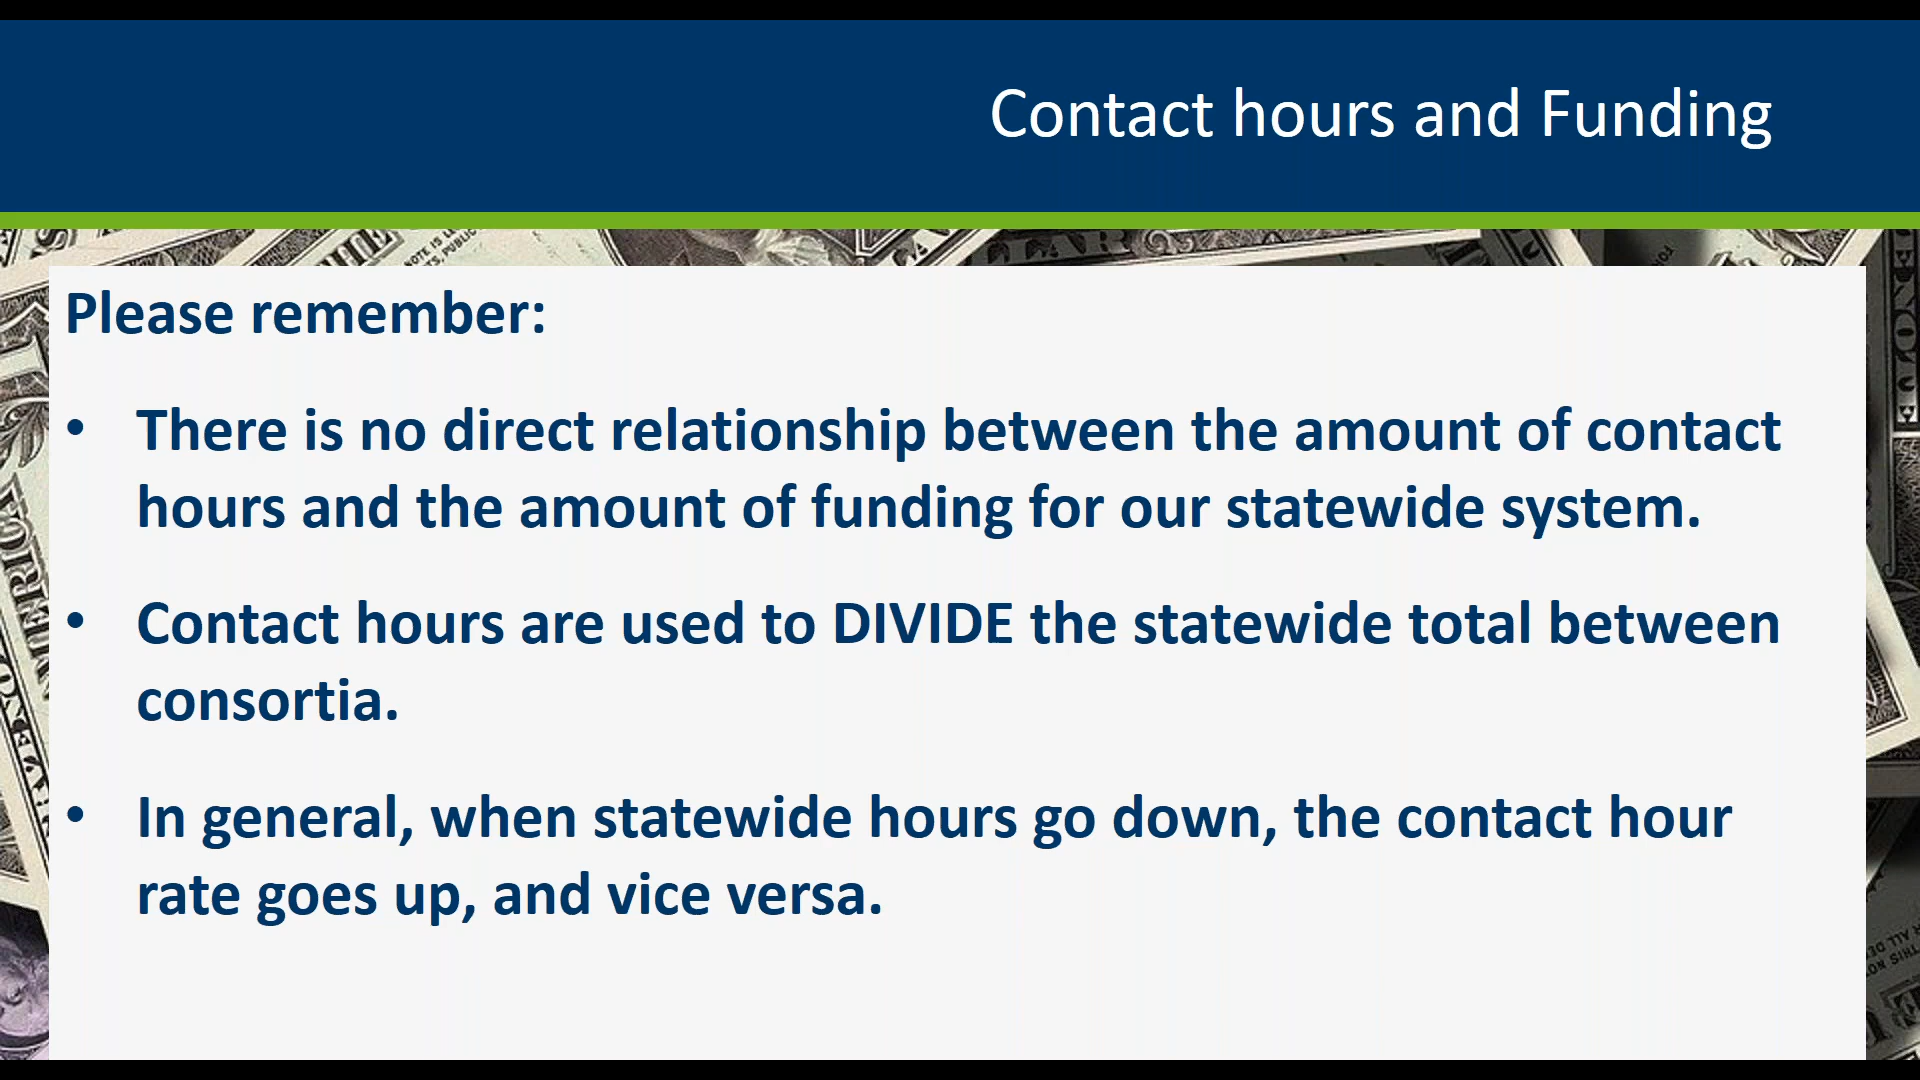 Contact hours and Funding
Please remember:
• There is no direct relationship between the amount of contact
hours and the amount of funding for our statewide system.
• Contact hours are used to DIVIDE the statewide total between
consortia.
• In general, when statewide hours go down, the contact hour
rate goes up, and vice versa.